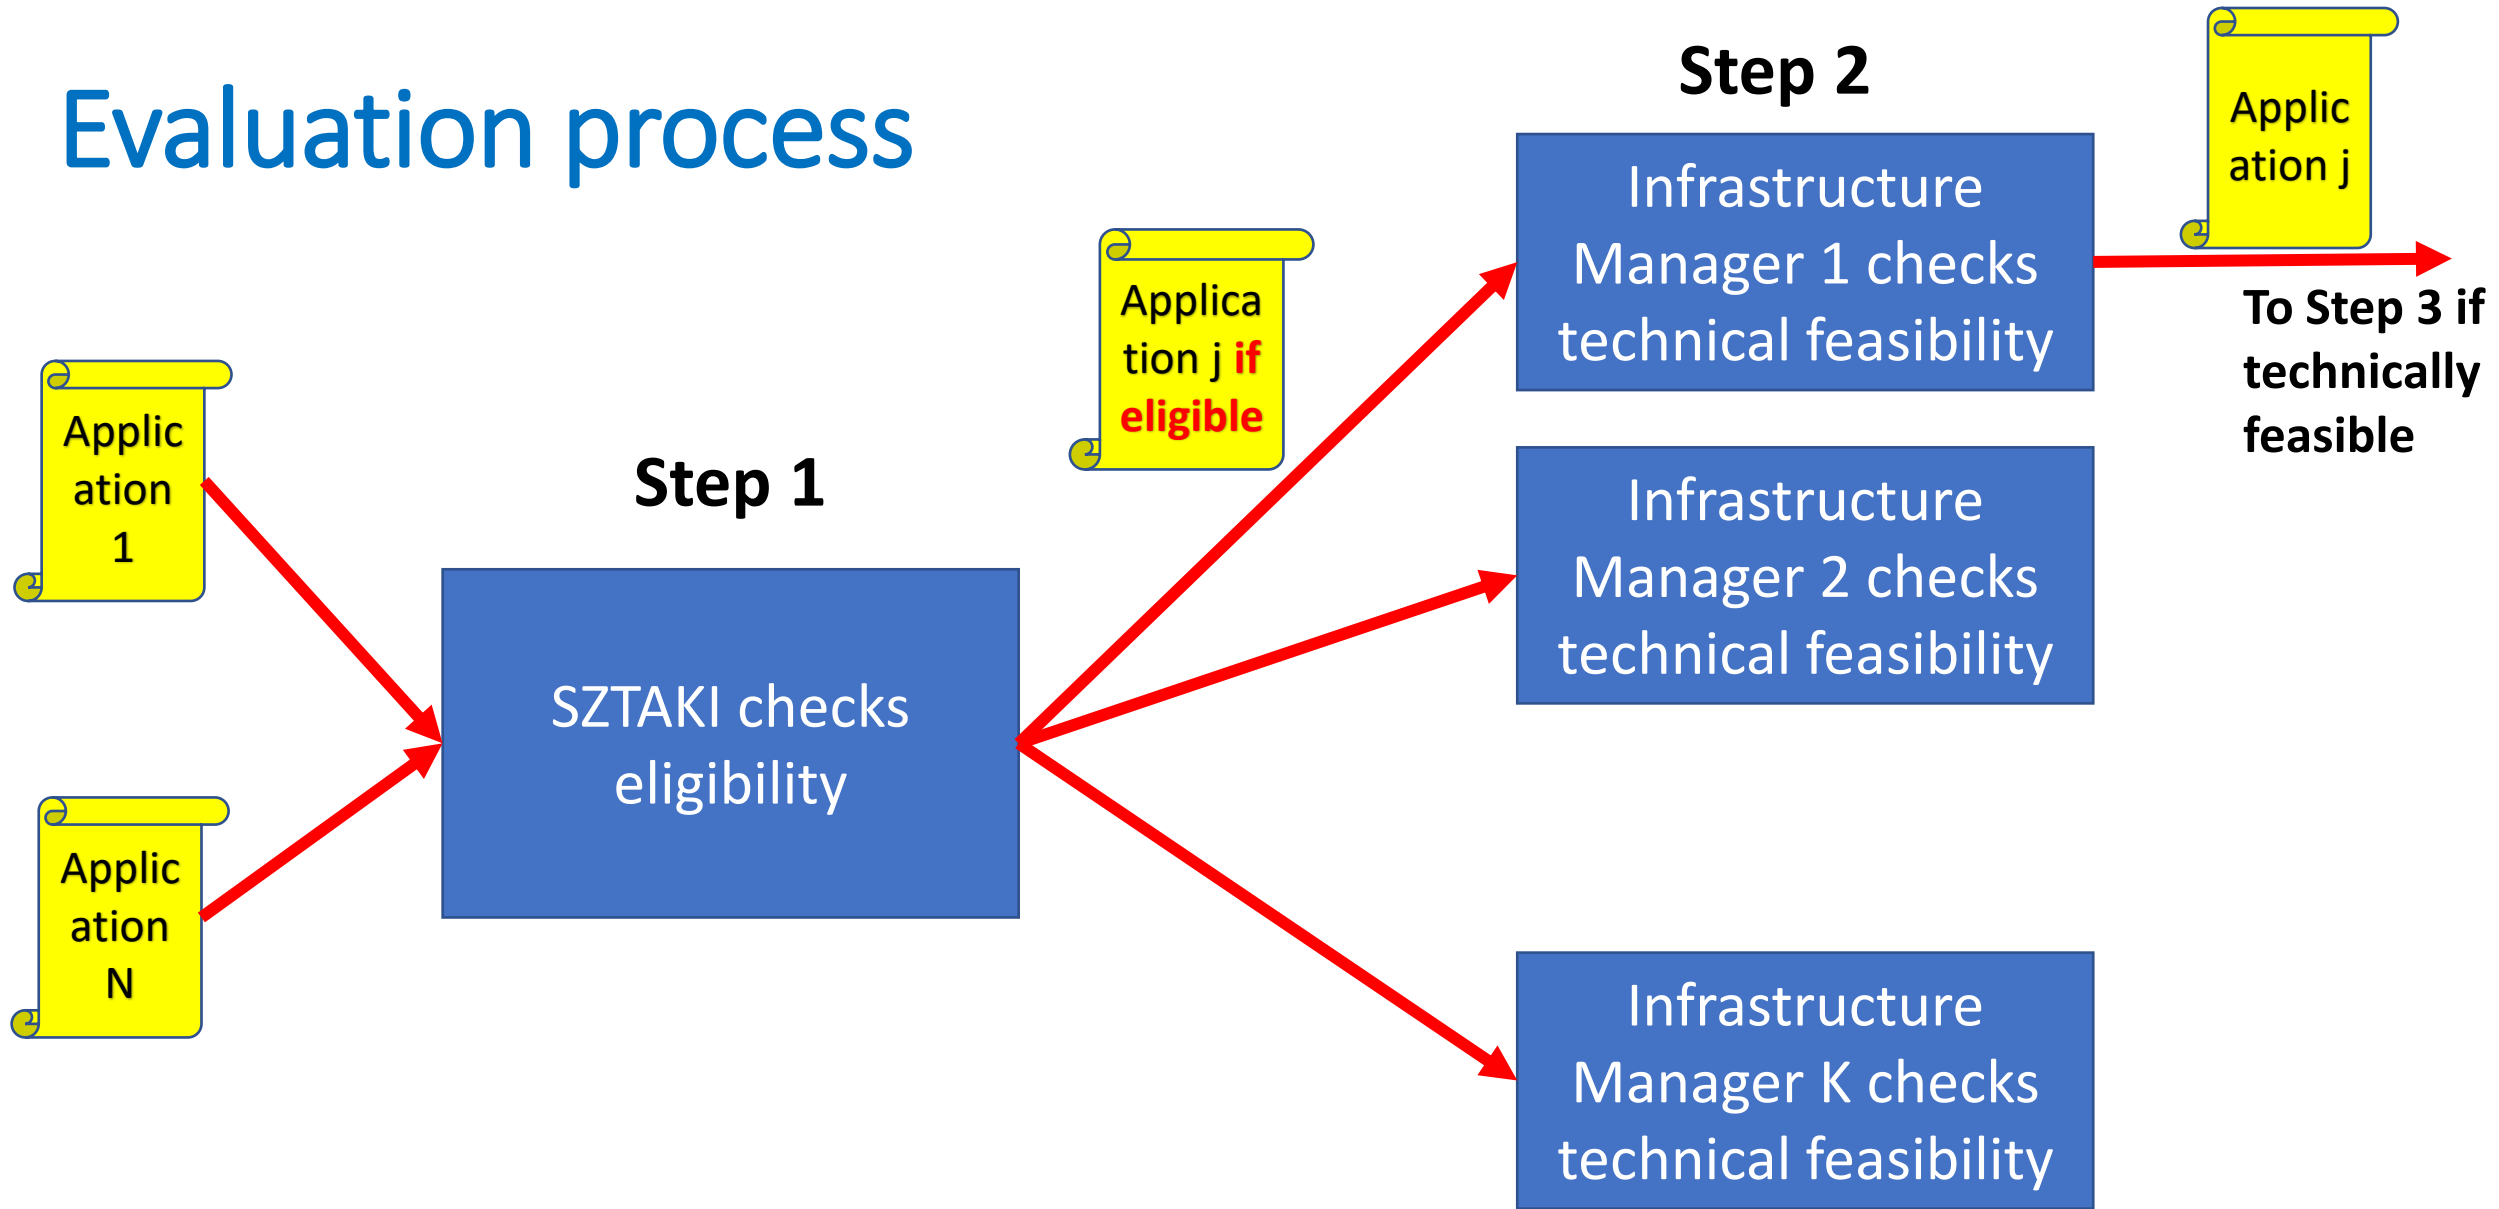 Evaluation process
Applic
ation
1
Applic
ation
N
Step 1
SZTAKI checks
eligibility
Applica
tion j if
eligible
Step 2
Infrastructure
Manager 1 checks
technical feasibility
Infrastructure
Manager 2 checks
technical feasibility
Infrastructure
Manager K checks
technical feasibility
Applic
ation j
To Step 3 if
technically
feasible